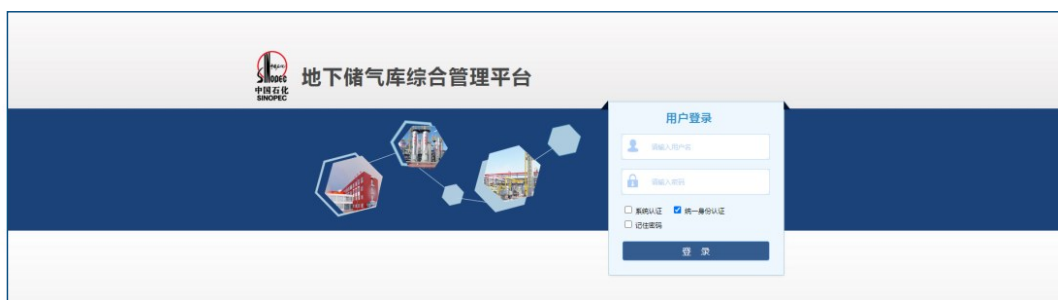 SINOPEC
中国石化
SINOPEC
地下储气库综合管理平台
用户登录
请输入用户名
请输入密码
系统认证 统一身份认证
记住密码
登 录